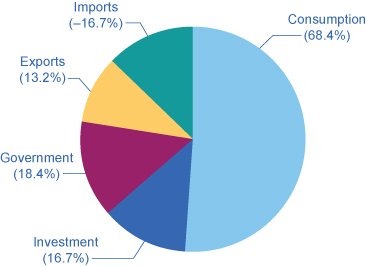 Imports
(–16.7%)
Consumption
(68.4%)
Exports
(13.2%)
Government
(18.4%)
Investment
(16.7%)